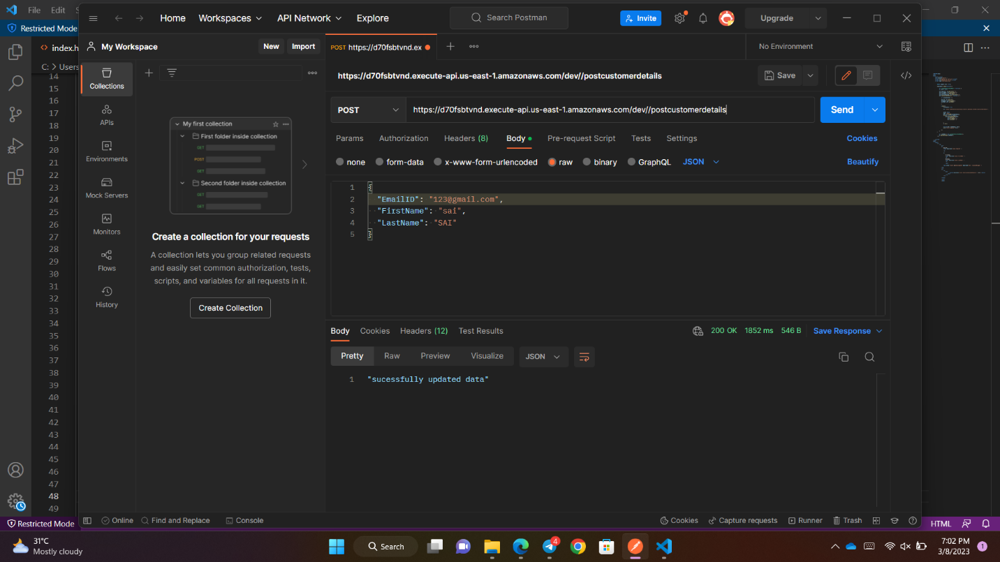 File Edit
Restricted Mode
index.h
C: > Users
14
15
16
17
18
19
20
21
22
23
24
25
26
27
28
29
30
31
32
33
34
35
36
37
38
39
40
41
42
43
44
45
46
47
48
49
Home Workspaces API Network Explore
Search Postman
Invite
Upgrade
My Workspace
New Import
POST https://d70fsbtvnd.ex
No Environment
Collections
APIs
Environments
Mock Servers
Monitors
Flows
History
My first collection
First folder inside collection
GET
POST
GET
Second folder inside collection
GET
GET
Create a collection for your requests
A collection lets you group related requests
and easily set common authorization, tests,
scripts, and variables for all requests in it.
Create Collection
https://d70fsbtvnd.execute-api.us-east-1.amazonaws.com/dev//postcustomerdetails
Save
POST
https://d70fsbtvnd.execute-api.us-east-1.amazonaws.com/dev//postcustomerdetails
Send
Params Authorization Headers (8) Body Pre-request Script Tests Settings
Cookies
none form-data x-www-form-urlencoded raw binary GraphQL JSON
Beautify
1 {
2 "EmailID": "123@gmail.com",
3 "FirstName": "sai",
4 "LastName": "SAI"
5 }
Body Cookies Headers (12) Test Results
200 OK 1852 ms 546 B Save Response
Pretty Raw Preview Visualize JSON
1 "sucessfully updated data"
Restricted Mode
Online Find and Replace Console
Cookies Capture requests Runner Trash
HTML
31°C
Mostly cloudy
Search
4
7:02 PM
3/8/2023
1